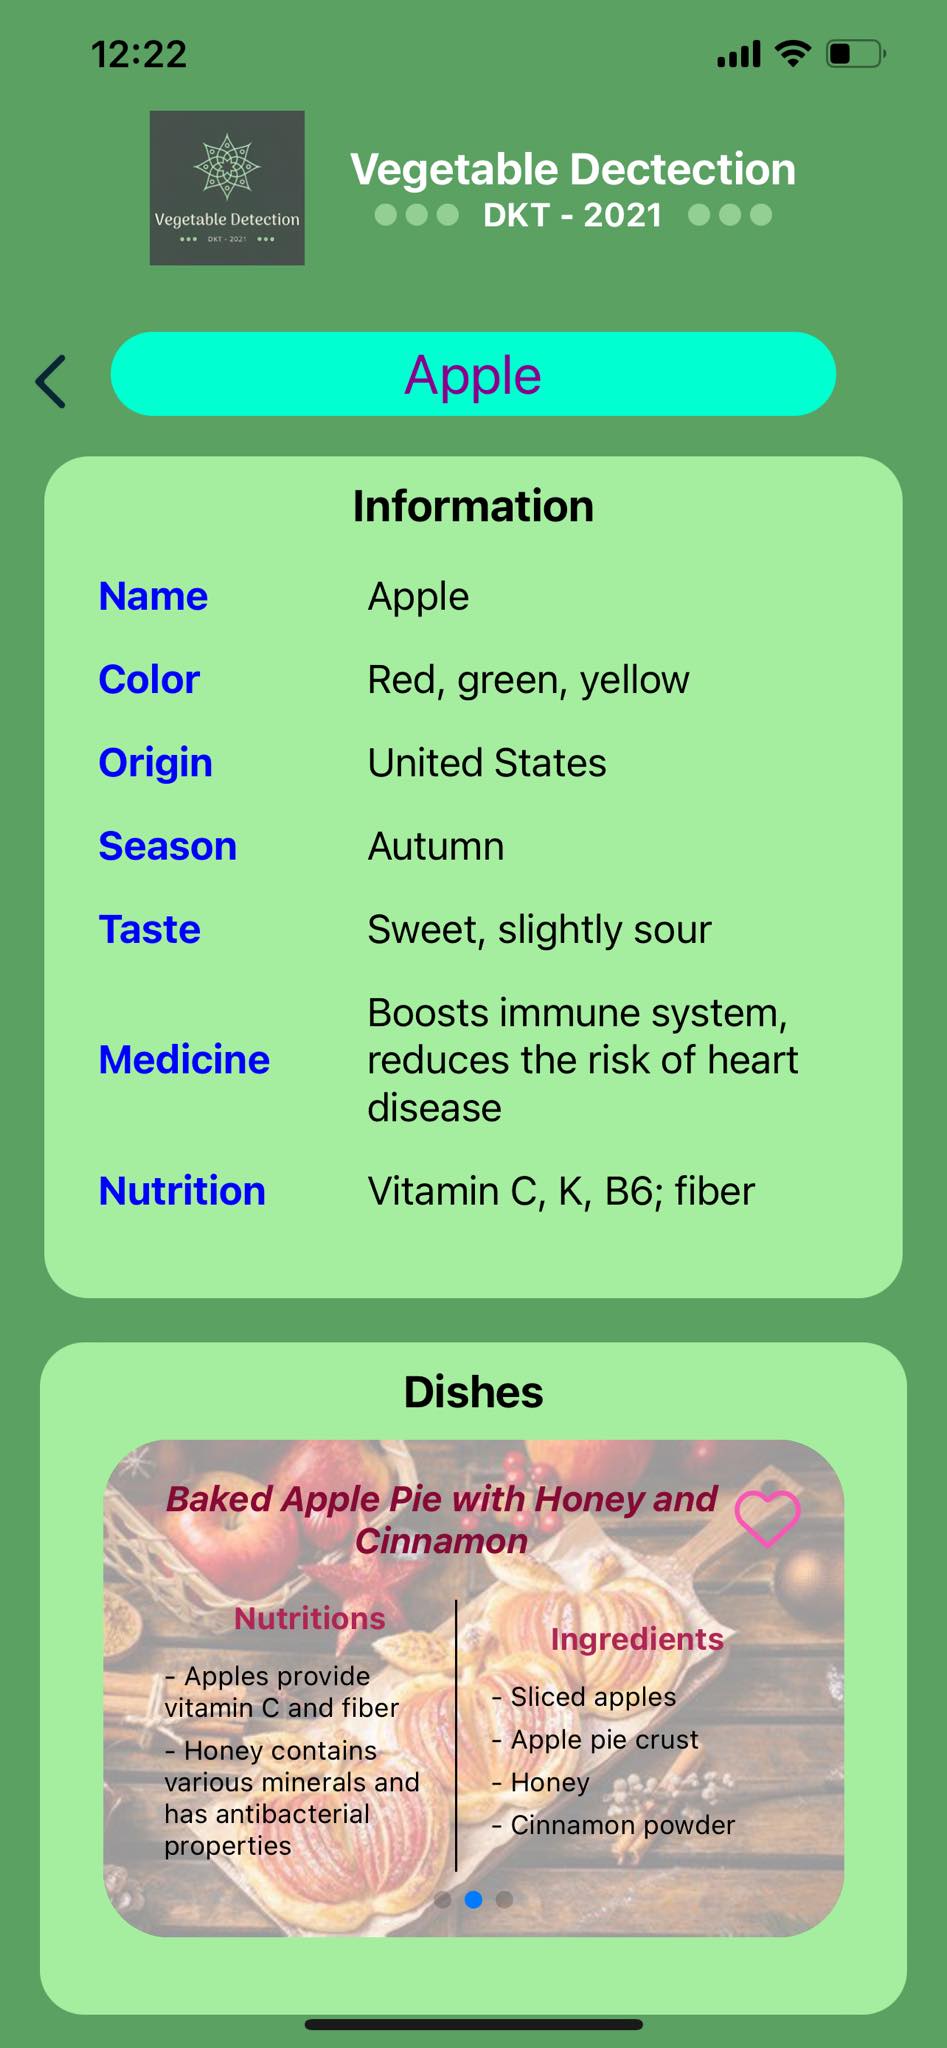 12:22
Vegetable Detection
••• DKT - 2021 •••
Vegetable Dectection
DKT - 2021
Apple
Information
Name Apple
Color Red, green, yellow
Origin United States
Season Autumn
Taste Sweet, slightly sour
Medicine Boosts immune system,
reduces the risk of heart
disease
Nutrition Vitamin C, K, B6; fiber
Dishes
Baked Apple Pie with Honey and
Cinnamon
Nutritions
- Apples provide
vitamin C and fiber
- Honey contains
various minerals and
has antibacterial
properties
Ingredients
- Sliced apples
- Apple pie crust
- Honey
- Cinnamon powder